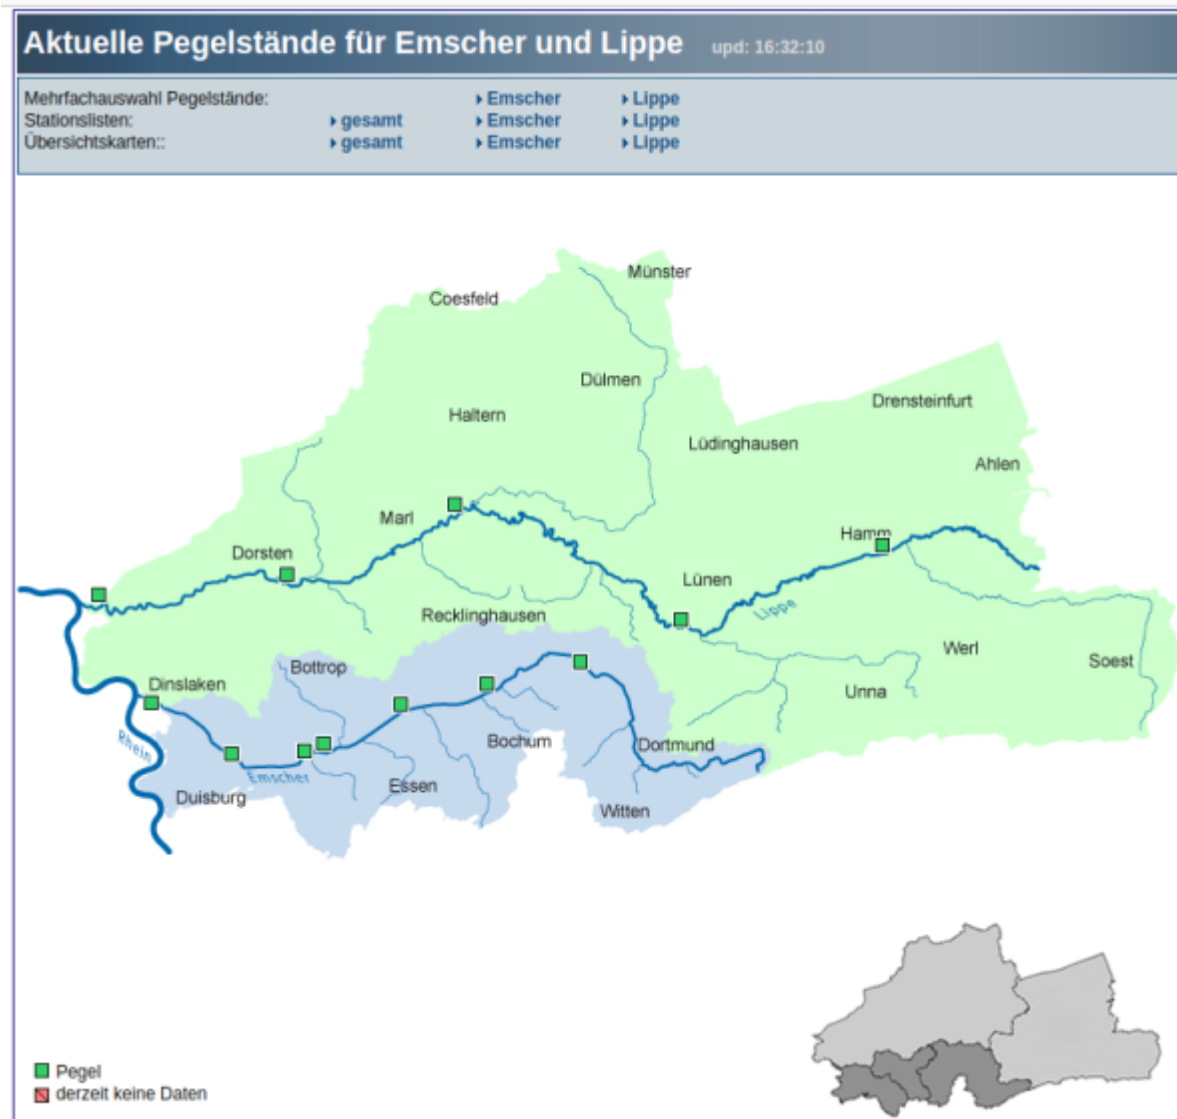 Aktuelle Pegelstände für Emscher und Lippe upd: 16:32:10
Mehrfachauswahl Pegelstände: Emscher Lippe
Stationslisten: gesamt Emscher Lippe
Übersichtskarten:: gesamt Emscher Lippe
Münster
Coesfeld
Dülmen
Drensteinfurt
Haltern
Lüdinghausen
Ahlen
Marl
Hamm
Dorsten
Lünen
Lippe
Recklinghausen
Werl
Soest
Bottrop
Dinslaken
Unna
Rhein
Bochum
Dortmund
Emscher
Essen
Duisburg
Witten
Pegel
derzeit keine Daten